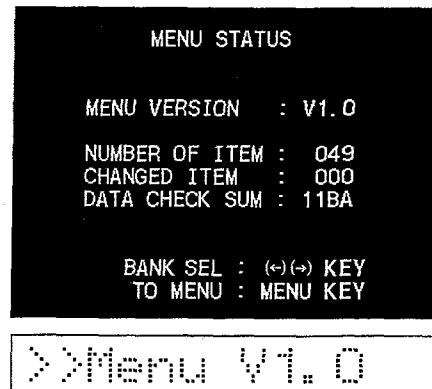 MENU STATUS
MENU VERSION : V1.0
NUMBER OF ITEM : 049
CHANGED ITEM : 000
DATA CHECK SUM : 11BA
BANK SEL : (←)(→) KEY
TO MENU : MENU KEY
>>Menu V1.0